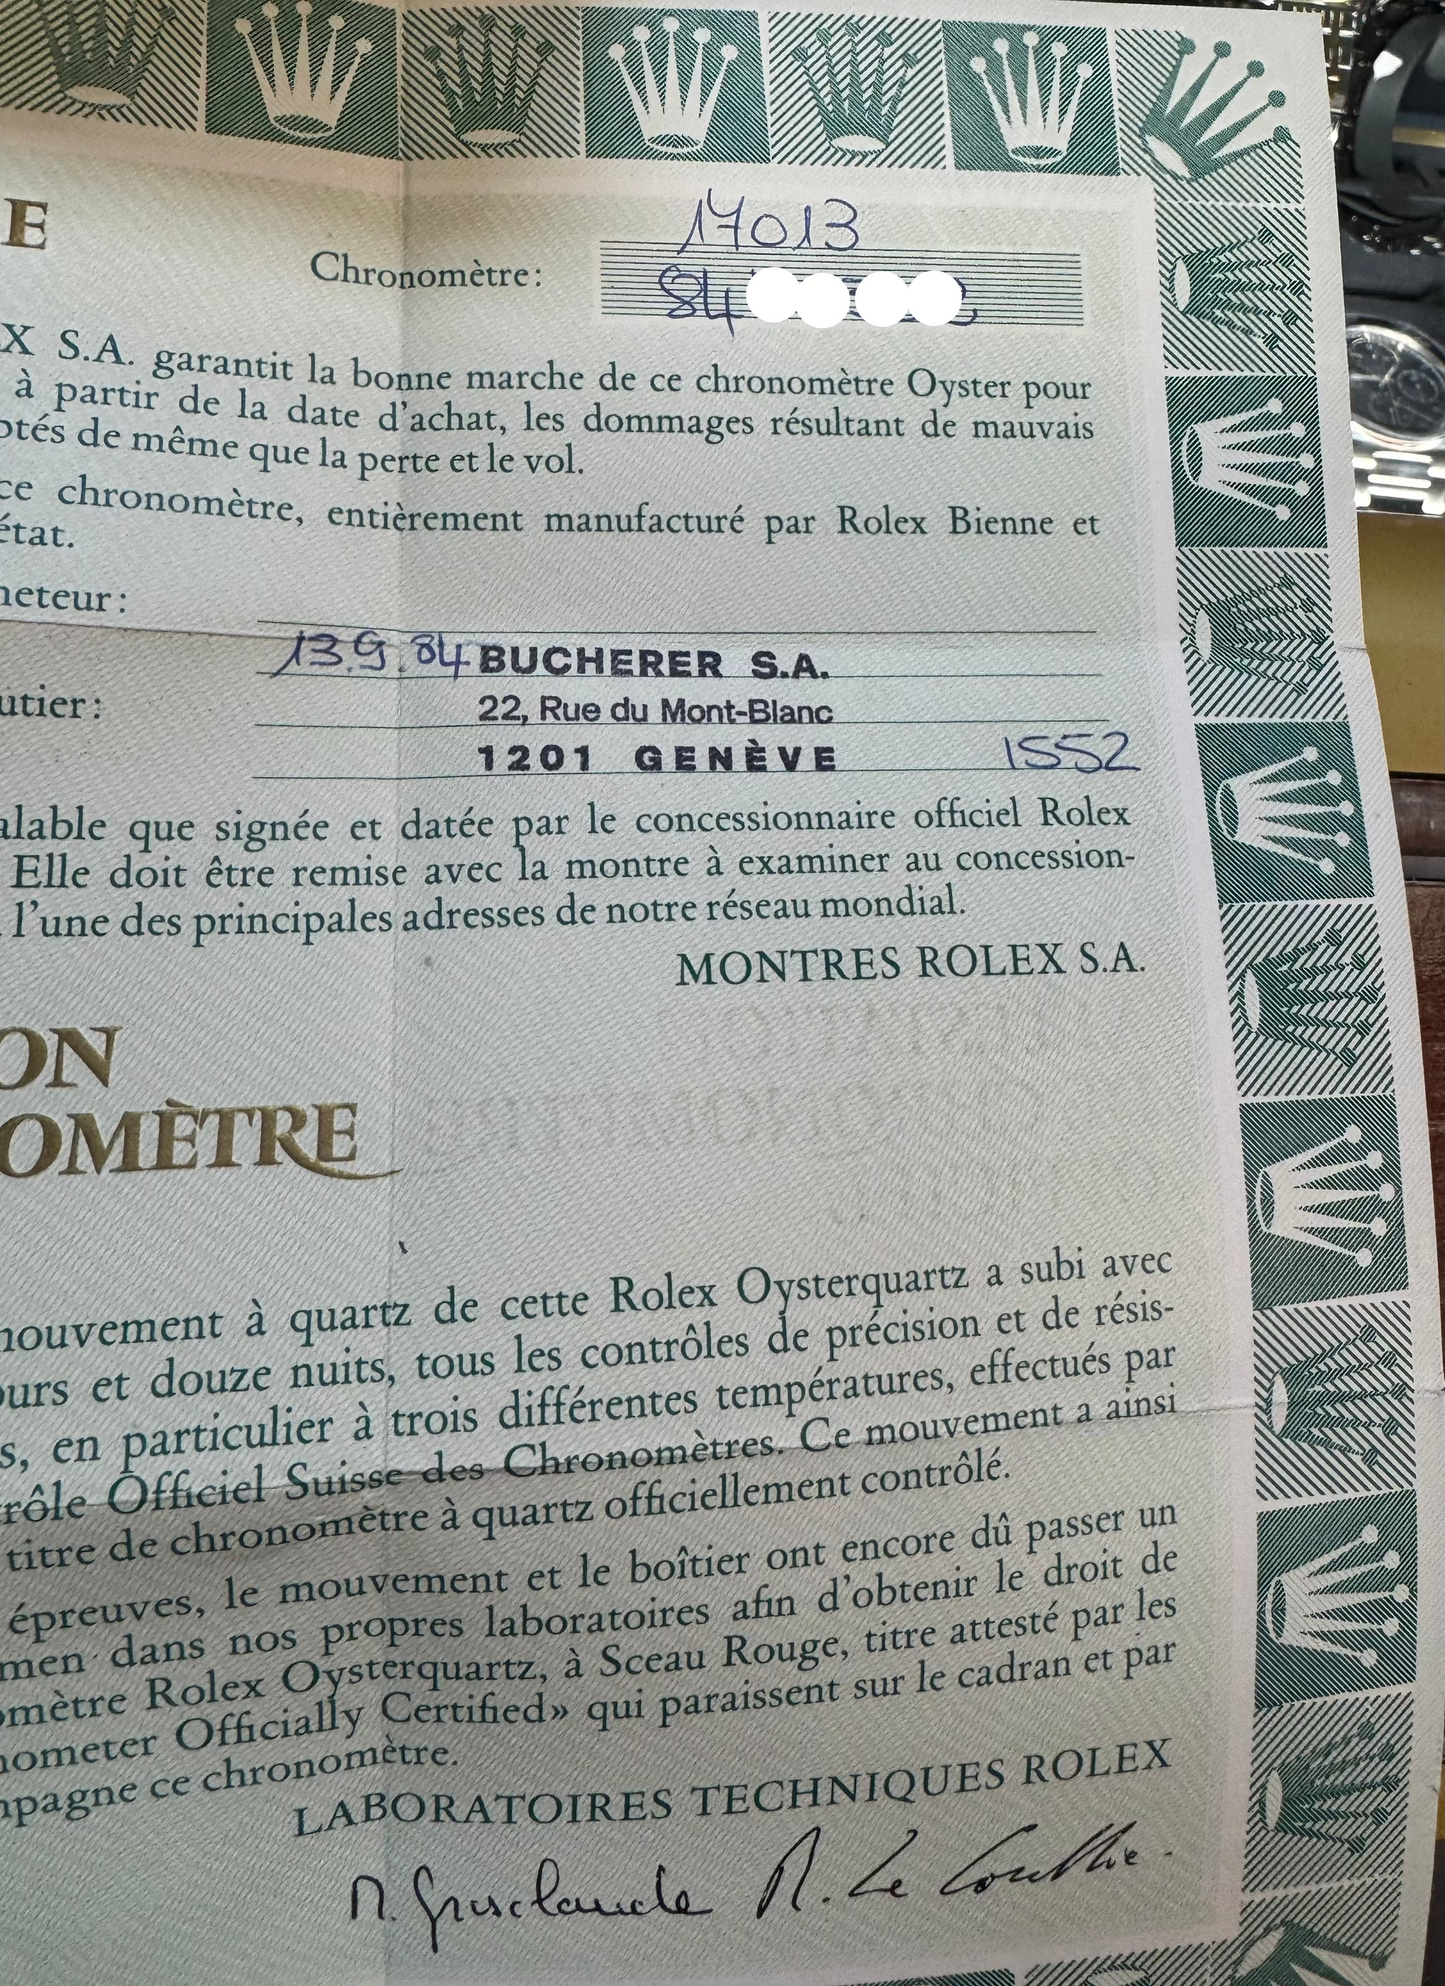 E
17013
Chronomètre:
84
X S.A. garantit la bonne marche de ce chronomètre Oyster pour
à partir de la date d'achat, les dommages résultant de mauvais
otés de même que la perte et le vol.
ce chronomètre, entièrement manufacturé par Rolex Bienne et
état.
heteur:
13.9.84 BUCHERER S.A.
utier:
22, Rue du Mont-Blanc
1201 GENÈVE 1552
alable que signée et datée par le concessionnaire officiel Rolex
Elle doit être remise avec la montre à examiner au concession-
l'une des principales adresses de notre réseau mondial.
MONTRES ROLEX S.A.
ON
OMÈTRE
mouvement à quartz de cette Rolex Oysterquartz a subi avec
ours et douze nuits, tous les contrôles de précision et de résis-
s, en particulier à trois différentes températures, effectués par
rôle Officiel Suisse des Chronomètres. Ce mouvement a ainsi
titre de chronomètre à quartz officiellement contrôlé.
épreuves, le mouvement et le boîtier ont encore dû passer un
men dans nos propres laboratoires afin d'obtenir le droit de
omètre Rolex Oysterquartz, à Sceau Rouge, titre attesté par les
nometer Officially Certified» qui paraissent sur le cadran et par
mpagne ce chronomètre.
LABORATOIRES TECHNIQUES ROLEX
M. Grisclaude R. Le Coultre.